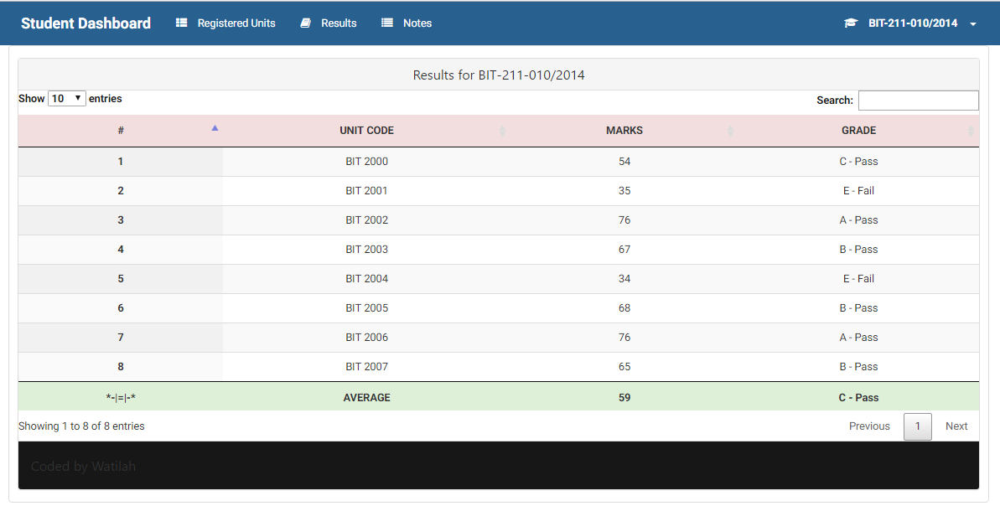 Student Dashboard Registered Units Results Notes BIT-211-010/2014
Results for BIT-211-010/2014
Show 10 entries Search:
# UNIT CODE MARKS GRADE
1 BIT 2000 54 C - Pass
2 BIT 2001 35 E - Fail
3 BIT 2002 76 A - Pass
4 BIT 2003 67 B - Pass
5 BIT 2004 34 E - Fail
6 BIT 2005 68 B - Pass
7 BIT 2006 76 A - Pass
8 BIT 2007 65 B - Pass
*-|=|-* AVERAGE 59 C - Pass
Showing 1 to 8 of 8 entries Previous 1 Next
Coded by Watilah